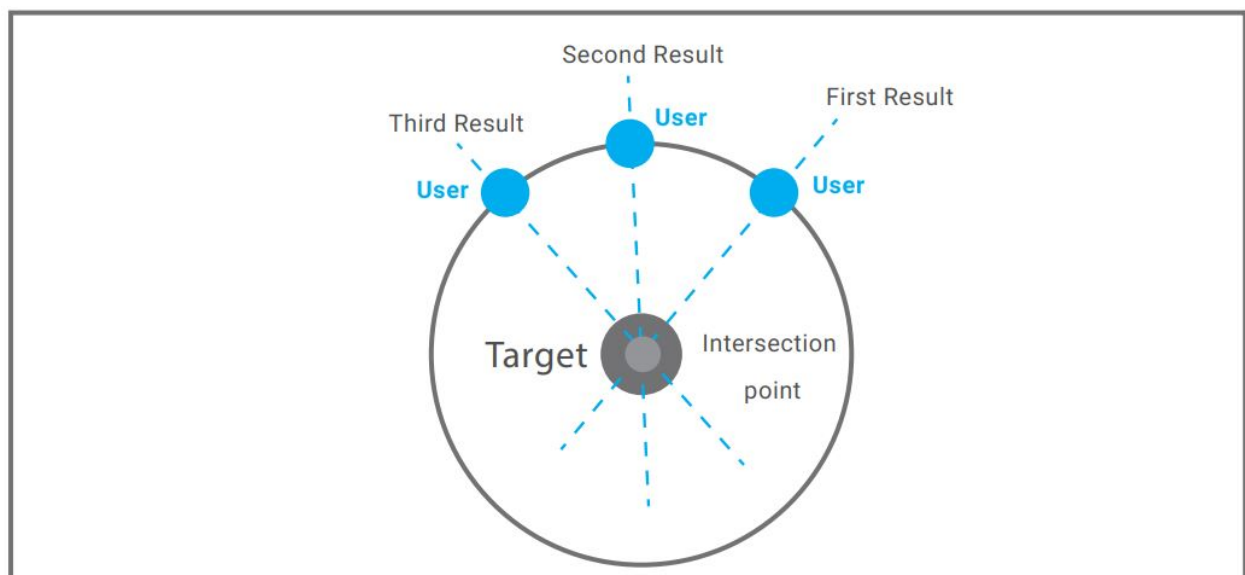 Second Result
First Result
User
Third Result
User
User
Target
Intersection
point